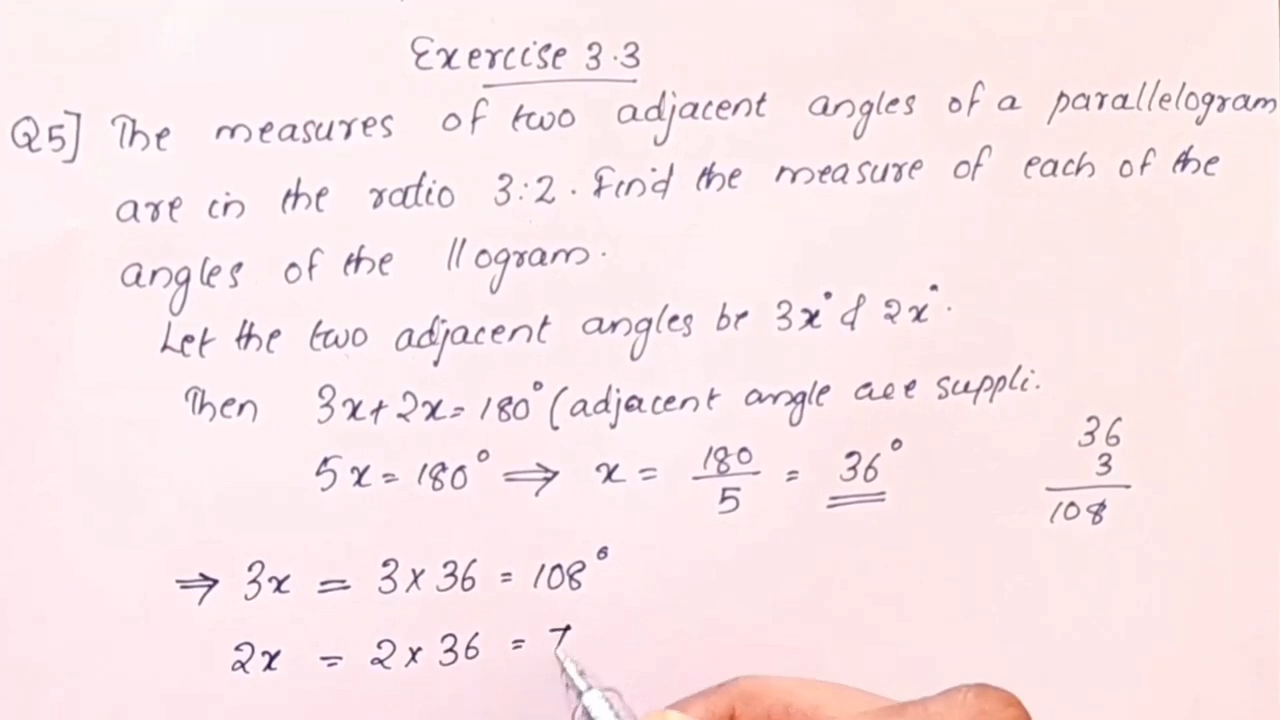 Exercise 3.3
Q5] The measures of two adjacent angles of a parallelogram
are in the ratio 3:2. Find the measure of each of the
angles of the llogram.
Let the two adjacent angles be 3x° & 2x°.
Then 3x+2x=180° (adjacent angle are suppli.
5x=180° ⟹ x = 180/5 = 36°
36
3
108
⇒ 3x = 3×36 = 108°
2x = 2×36 = 7